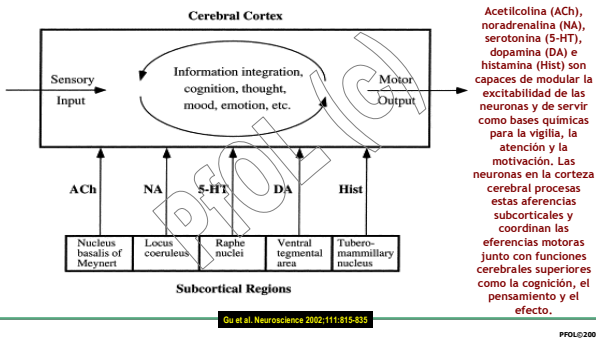 Cerebral Cortex
Sensory
Input
Information integration,
cognition, thought,
mood, emotion, etc.
Motor
Output
ACh
NA
5-HT
DA
Hist
Nucleus
basalis of
Meynert
Locus
coeruleus
Raphe
nuclei
Ventral
tegmental
area
Tubero-
mammillary
nucleus
Subcortical Regions
Acetilcolina (ACh),
noradrenalina (NA),
serotonina (5-HT),
dopamina (DA) e
histamina (Hist) son
capaces de modular la
excitabilidad de las
neuronas y de servir
como bases químicas
para la vigilia, la
atención y la
motivación. Las
neuronas en la corteza
cerebral procesas
estas aferencias
subcorticales y
coordinan las
eferencias motoras
junto con funciones
cerebrales superiores
como la cognición, el
pensamiento y el
efecto.
Gu et al. Neuroscience 2002;111:815-835
PfOL (c)
PFOL©200